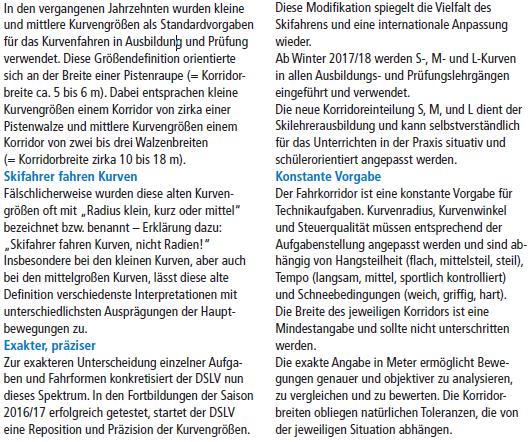 In den vergangenen Jahrzehnten wurden kleine
und mittlere Kurvengrößen als Standardvorgaben
für das Kurvenfahren in Ausbildung und Prüfung
verwendet. Diese Größendefinition orientierte
sich an der Breite einer Pistenraupe (= Korridor-
breite ca. 5 bis 6 m). Dabei entsprachen kleine
Kurvengrößen einem Korridor von zirka einer
Pistenwalze und mittlere Kurvengrößen einem
Korridor von zwei bis drei Walzenbreiten
(= Korridorbreite zirka 10 bis 18 m).
Skifahrer fahren Kurven
Fälschlicherweise wurden diese alten Kurven-
größen oft mit „Radius klein, kurz oder mittel“
bezeichnet bzw. benannt – Erklärung dazu:
„Skifahrer fahren Kurven, nicht Radien!“
Insbesondere bei den kleinen Kurven, aber auch
bei den mittelgroßen Kurven, lässt diese alte
Definition verschiedenste Interpretationen mit
unterschiedlichsten Ausprägungen der Haupt-
bewegungen zu.
Exakter, präziser
Zur exakteren Unterscheidung einzelner Aufga-
ben und Fahrformen konkretisiert der DSLV nun
dieses Spektrum. In den Fortbildungen der Saison
2016/17 erfolgreich getestet, startet der DSLV
eine Reposition und Präzision der Kurvengrößen.
Diese Modifikation spiegelt die Vielfalt des
Skifahrens und eine internationale Anpassung
wieder.
Ab Winter 2017/18 werden S-, M- und L-Kurven
in allen Ausbildungs- und Prüfungslehrgängen
eingeführt und verwendet.
Die neue Korridoreinteilung S, M, und L dient der
Skilehrerausbildung und kann selbstverständlich
für das Unterrichten in der Praxis situativ und
schülerorientiert angepasst werden.
Konstante Vorgabe
Der Fahrkorridor ist eine konstante Vorgabe für
Technikaufgaben. Kurvenradius, Kurvenwinkel
und Steuerqualität müssen entsprechend der
Aufgabenstellung angepasst werden und sind ab-
hängig von Hangsteilheit (flach, mittelsteil, steil),
Tempo (langsam, mittel, sportlich kontrolliert)
und Schneebedingungen (weich, griffig, hart).
Die Breite des jeweiligen Korridors ist eine
Mindestangabe und sollte nicht unterschritten
werden.
Die exakte Angabe in Meter ermöglicht Bewe-
gungen genauer und objektiver zu analysieren,
zu vergleichen und zu bewerten. Die Korridor-
breiten obliegen natürlichen Toleranzen, die von
der jeweiligen Situation abhängen.